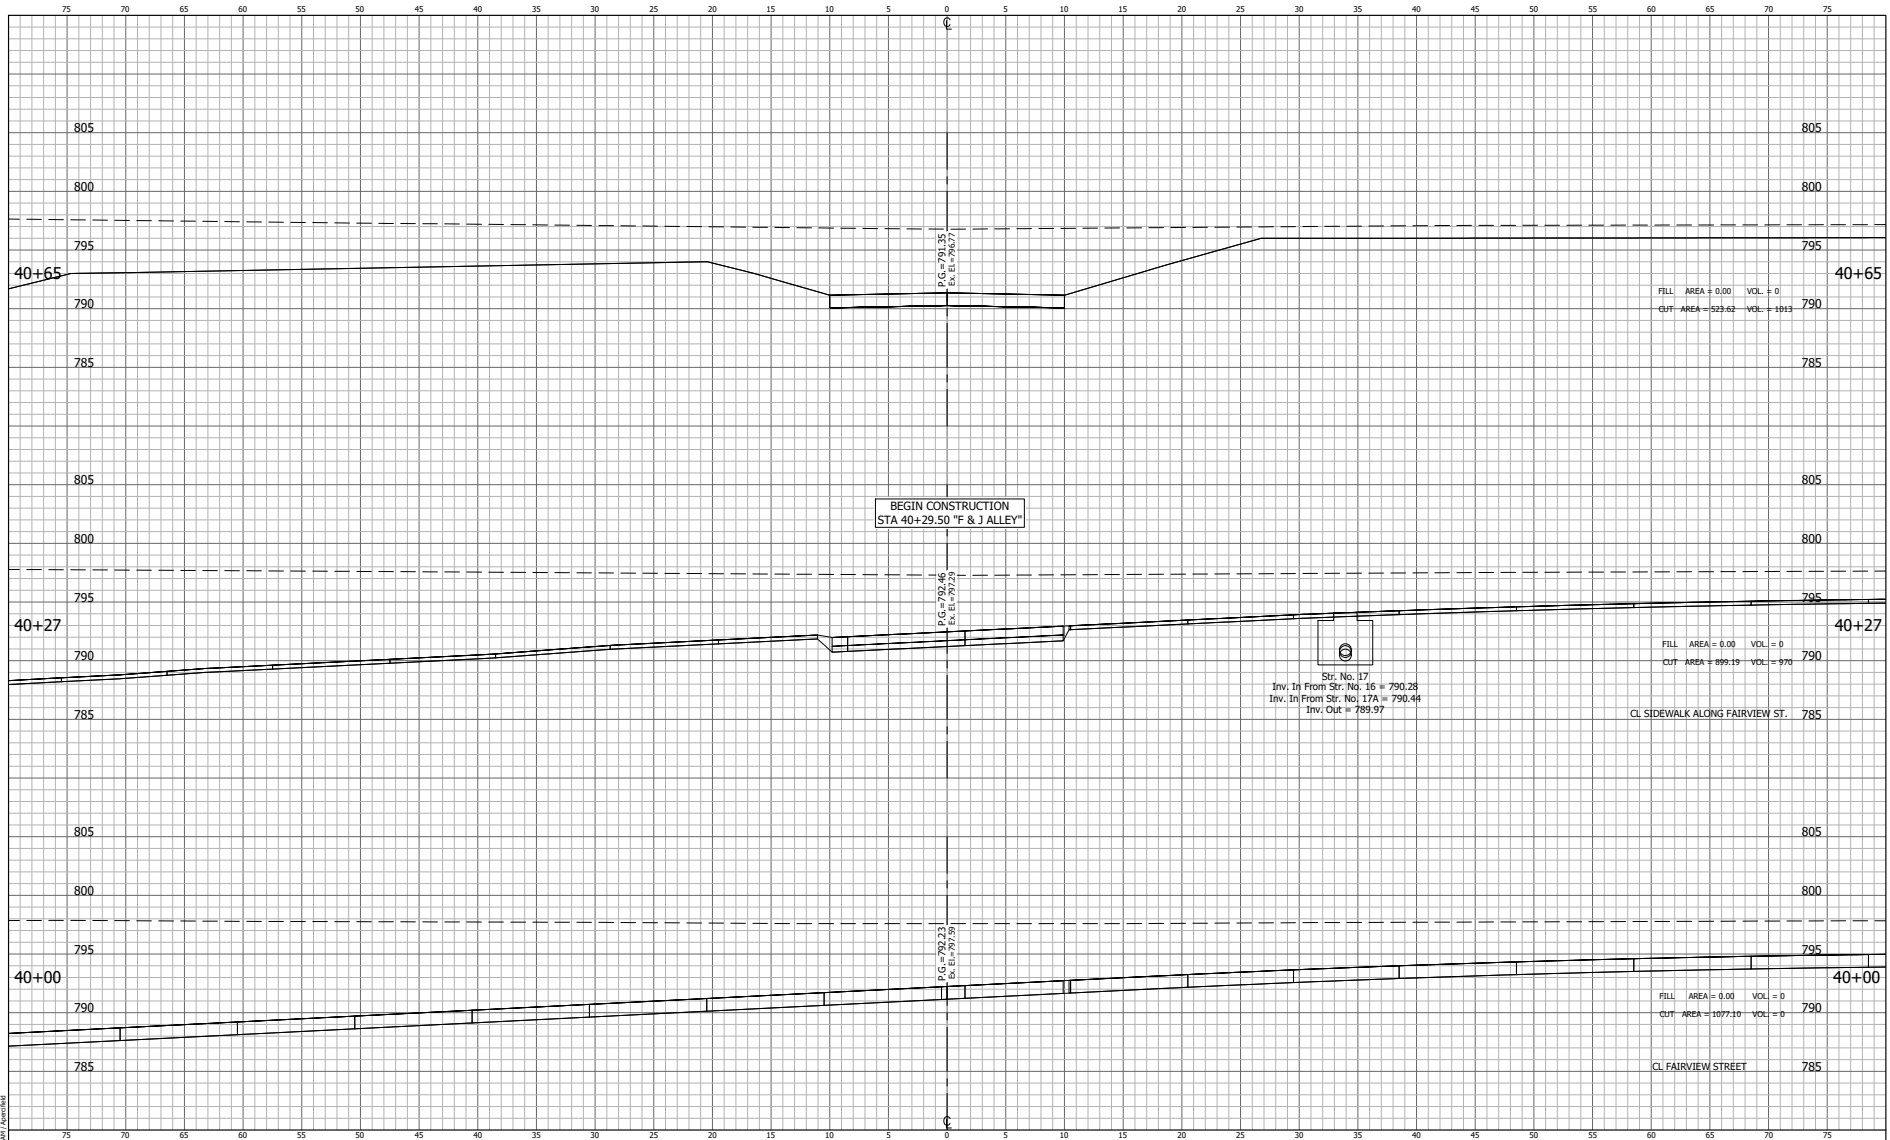 75 70 65 60 55 50 45 40 35 30 25 20 15 10 5 0 5 10 15 20 25 30 35 40 45 50 55 60 65 70 75
℄
805 805
800 800
795 795
P.G.=791.35
Ex. El.=796.77
40+65 40+65
FILL AREA = 0.00 VOL. = 0
790 790
CUT AREA = 523.62 VOL. = 1013
785 785
805 805
BEGIN CONSTRUCTION
STA 40+29.50 "F & J ALLEY"
800 800
795 795
P.G.=792.46
Ex. El.=797.29
40+27 40+27
FILL AREA = 0.00 VOL. = 0
790 790
CUT AREA = 899.19 VOL. = 970
Str. No. 17
Inv. In From Str. No. 16 = 790.28
Inv. In From Str. No. 17A = 790.44
Inv. Out = 789.97
CL SIDEWALK ALONG FAIRVIEW ST.
785 785
805 805
800 800
795 795
P.G.=792.23
Ex. El.=797.59
40+00 40+00
FILL AREA = 0.00 VOL. = 0
790 790
CUT AREA = 1077.10 VOL. = 0
CL FAIRVIEW STREET
785 785
℄
75 70 65 60 55 50 45 40 35 30 25 20 15 10 5 0 5 10 15 20 25 30 35 40 45 50 55 60 65 70 75